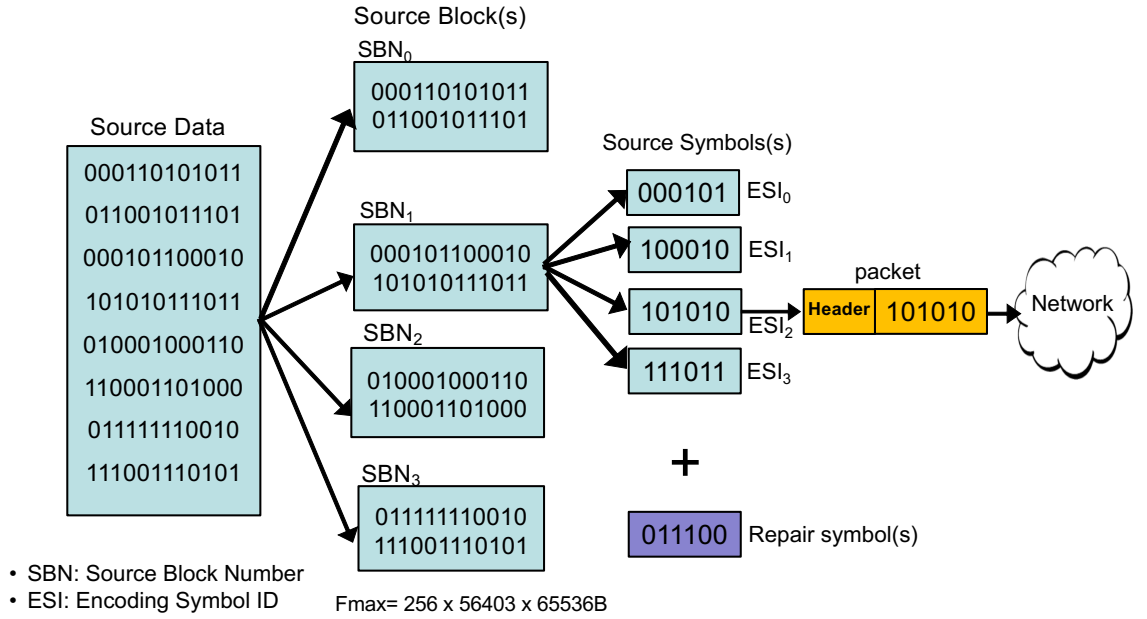 Source Block(s)
Source Data
000110101011
011001011101
000101100010
101010111011
010001000110
110001101000
011111110010
111001110101
SBN₀
000110101011
011001011101
SBN₁
000101100010
101010111011
SBN₂
010001000110
110001101000
SBN₃
011111110010
111001110101
Source Symbols(s)
000101 ESI₀
100010 ESI₁
101010 ESI₂
111011 ESI₃
+
011100 Repair symbol(s)
packet
Header 101010
Network
• SBN: Source Block Number
• ESI: Encoding Symbol ID
Fmax= 256 x 56403 x 65536B